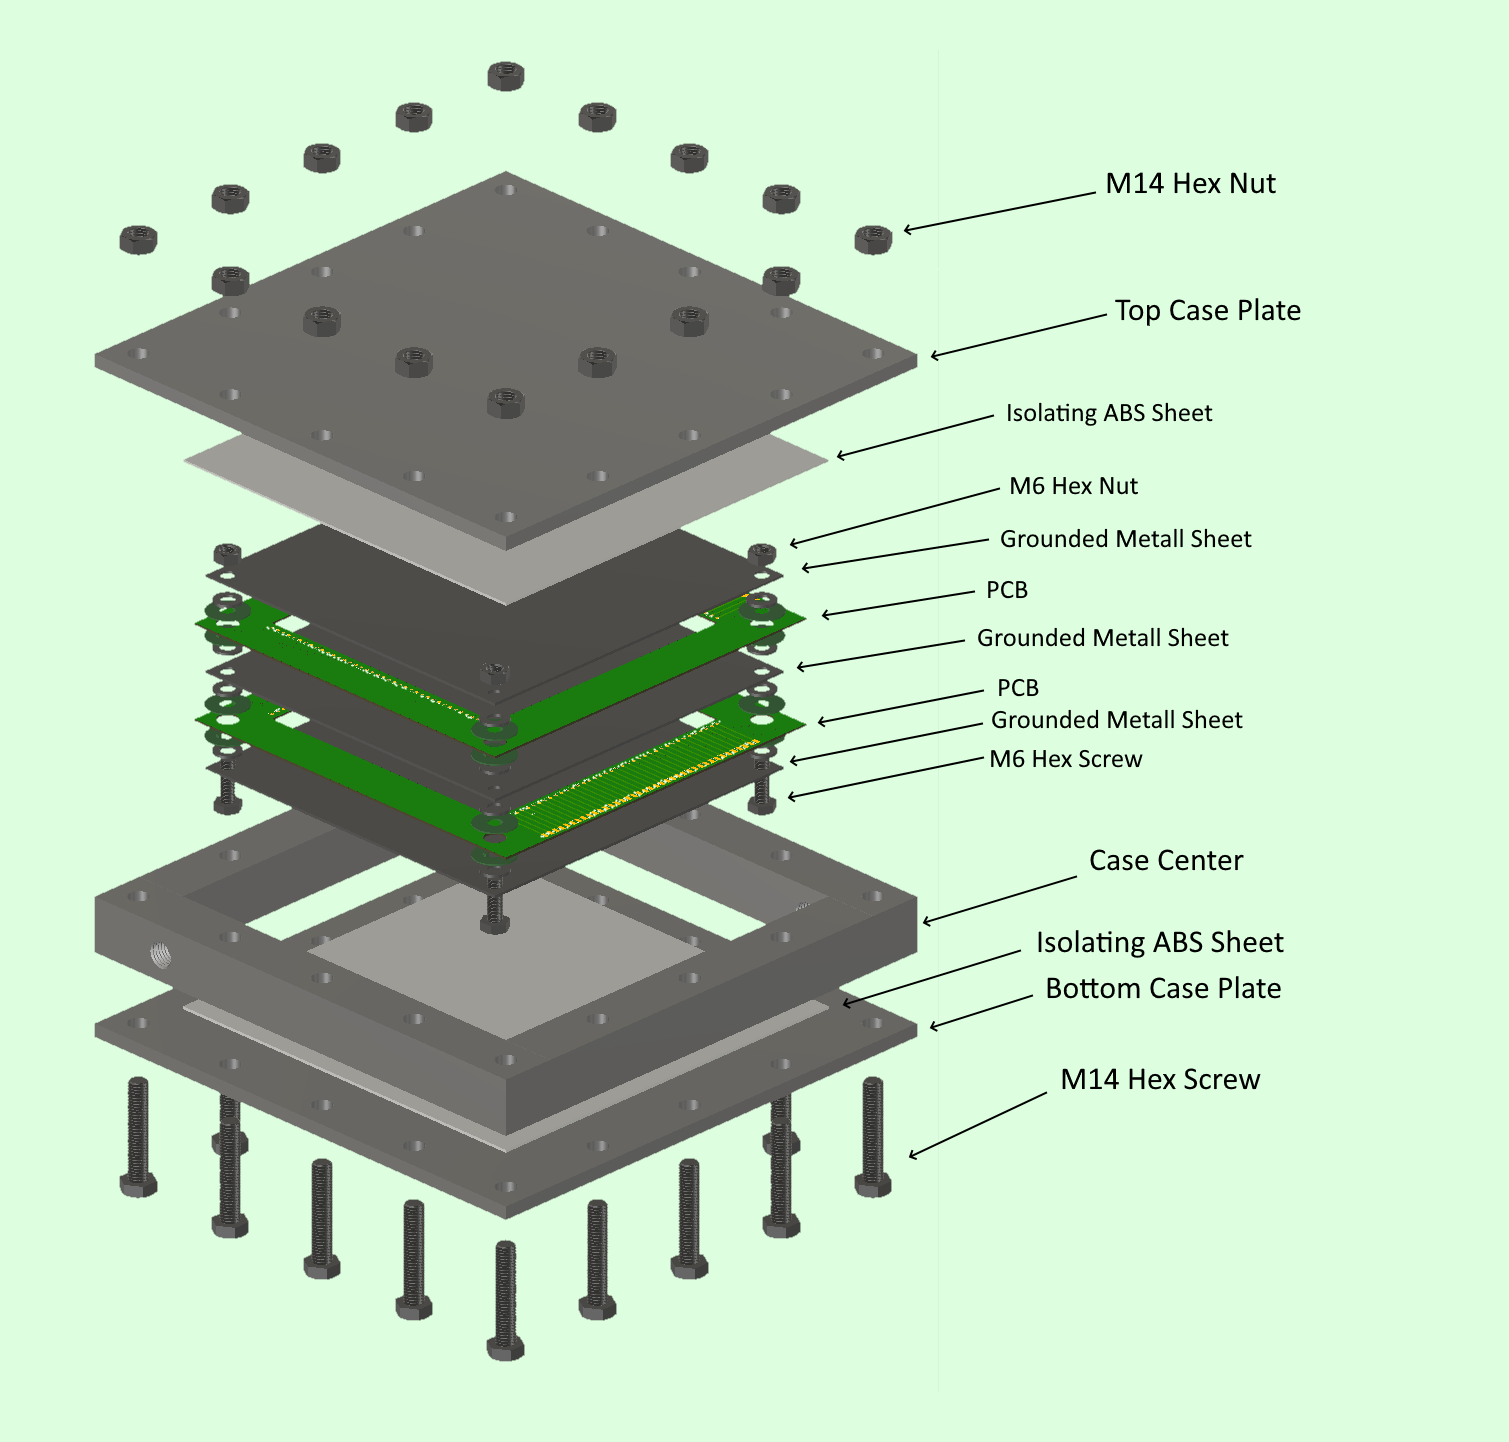 M14 Hex Nut
Top Case Plate
Isolating ABS Sheet
M6 Hex Nut
Grounded Metall Sheet
PCB
Grounded Metall Sheet
PCB
Grounded Metall Sheet
M6 Hex Screw
Case Center
Isolating ABS Sheet
Bottom Case Plate
M14 Hex Screw